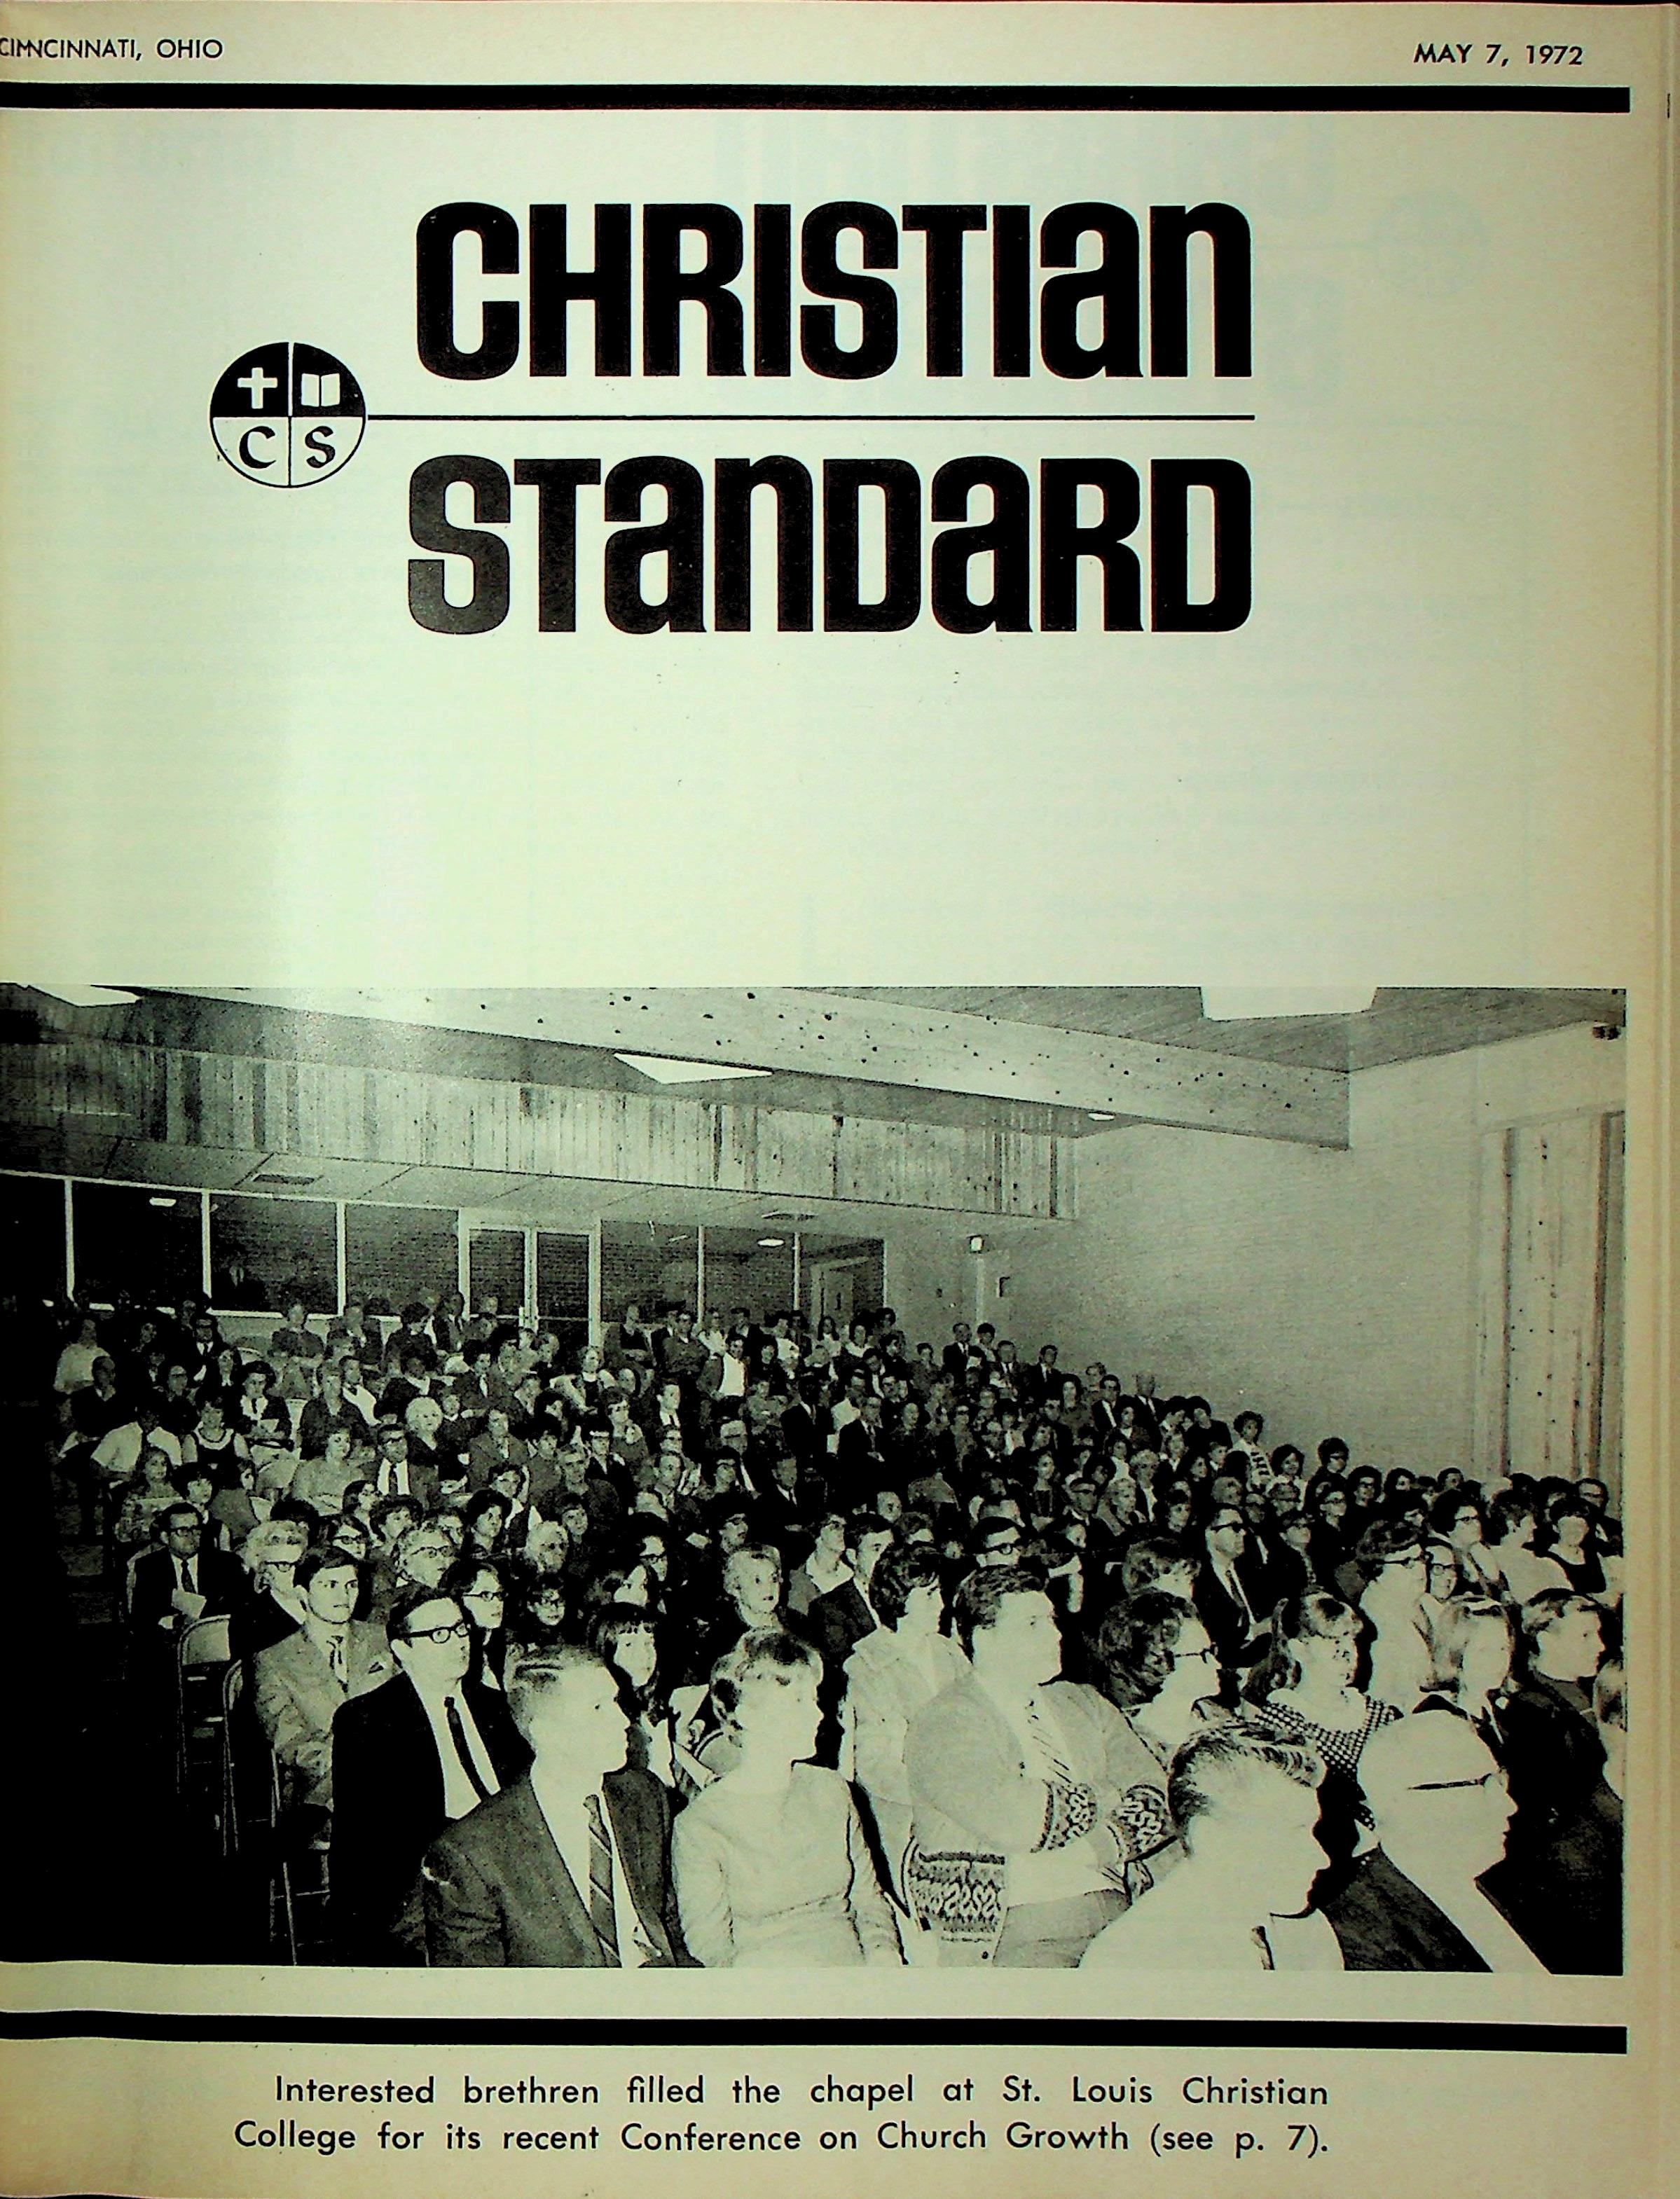 CIMNCINNATI, OHIO
MAY 7, 1972
CHRISTIan
C S
STanDaRD
Interested brethren filled the chapel at St. Louis Christian
College for its recent Conference on Church Growth (see p. 7).